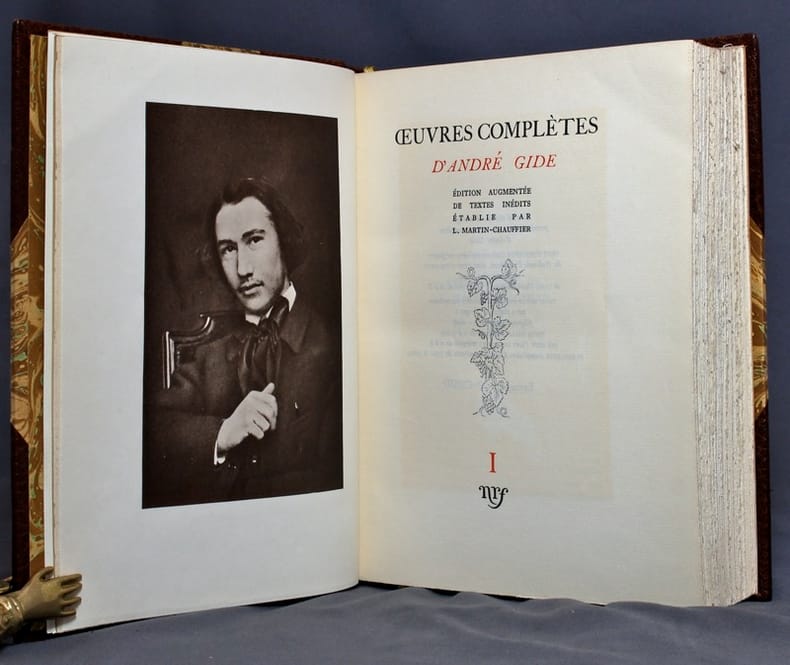 ŒUVRES COMPLÈTES
D'ANDRÉ GIDE
ÉDITION AUGMENTÉE
DE TEXTES INÉDITS
ÉTABLIE PAR
L. MARTIN-CHAUFFIER
I
nrf